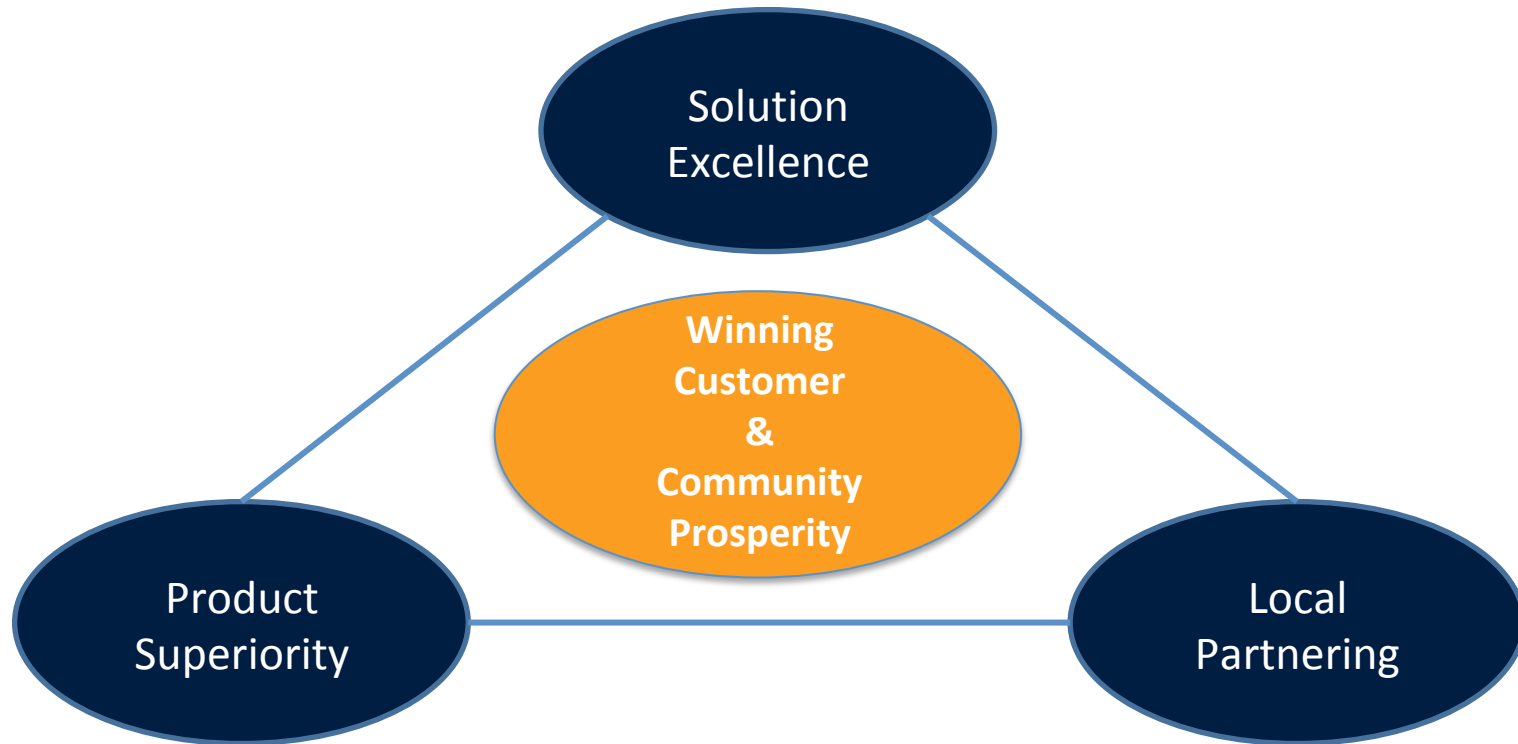 Solution
Excellence
Winning
Customer
&
Community
Prosperity
Product
Superiority
Local
Partnering